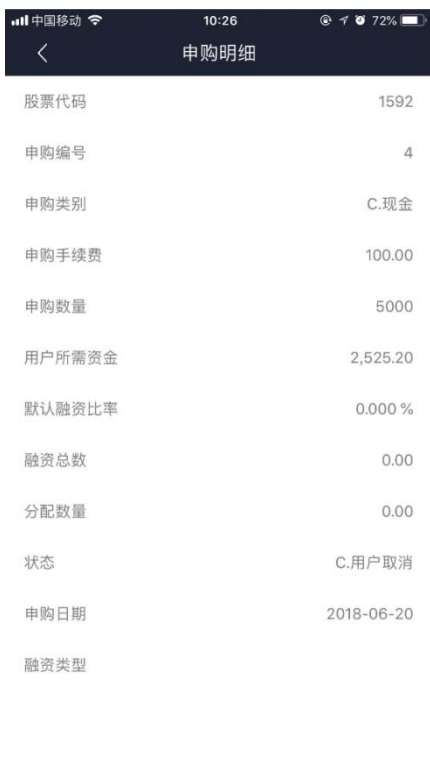 中国移动 10:26 72%
申购明细
股票代码 1592
申购编号 4
申购类别 C.现金
申购手续费 100.00
申购数量 5000
用户所需资金 2,525.20
默认融资比率 0.000 %
融资总数 0.00
分配数量 0.00
状态 C.用户取消
申购日期 2018-06-20
融资类型